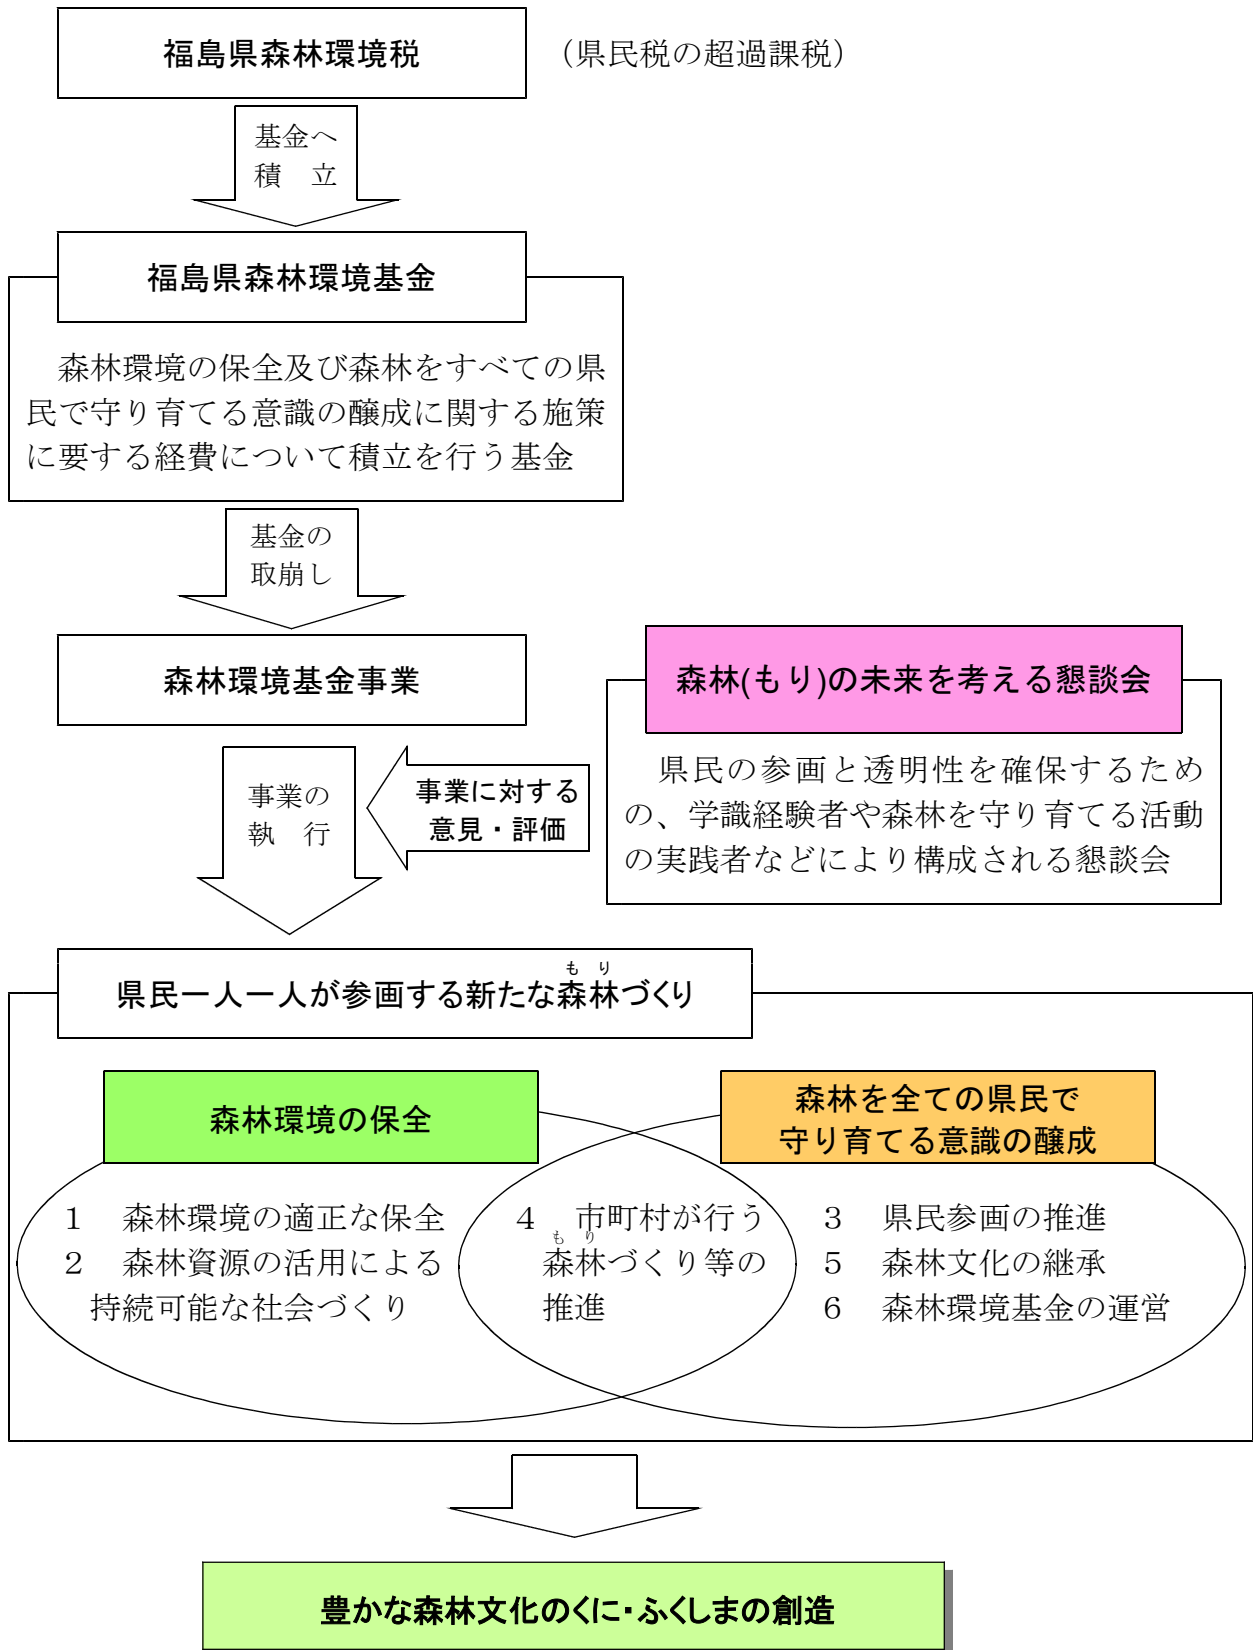 福島県森林環境税
（県民税の超過課税）
基金へ
積　立
福島県森林環境基金
森林環境の保全及び森林をすべての県
民で守り育てる意識の醸成に関する施策
に要する経費について積立を行う基金
基金の
取崩し
森林環境基金事業
森林(もり)の未来を考える懇談会
県民の参画と透明性を確保するため
の、学識経験者や森林を守り育てる活動
の実践者などにより構成される懇談会
事業の
執　行
事業に対する
意見・評価
もり
県民一人一人が参画する新たな森林づくり
森林環境の保全
森林を全ての県民で
守り育てる意識の醸成
１　森林環境の適正な保全
２　森林資源の活用による
持続可能な社会づくり
４　市町村が行う
もり
森林づくり等の
推進
３　県民参画の推進
５　森林文化の継承
６　森林環境基金の運営
豊かな森林文化のくに・ふくしまの創造